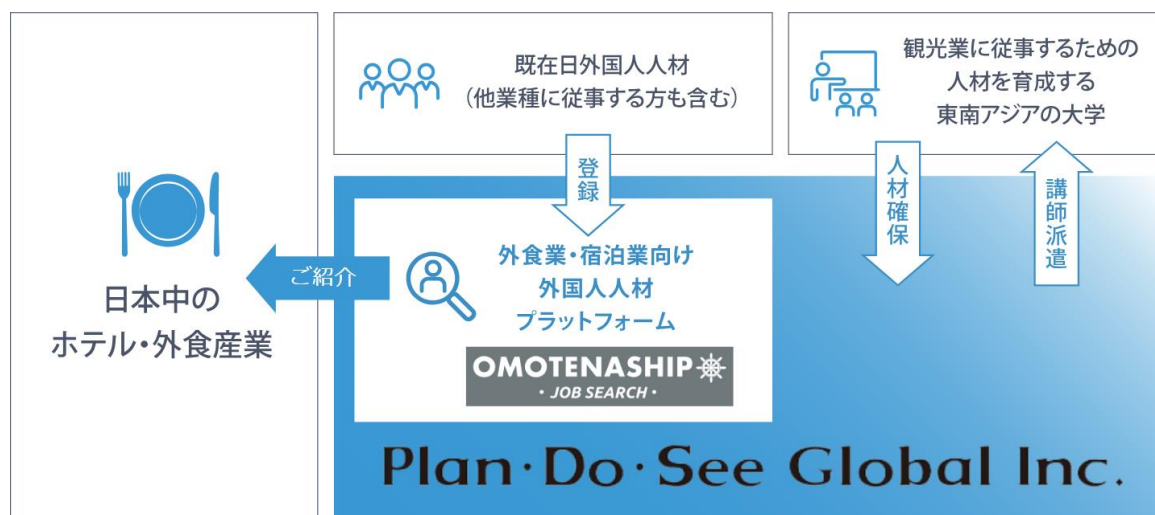 既在日外国人人材
(他業種に従事する方も含む)
観光業に従事するための
人材を育成する
東南アジアの大学
登録
人材確保
講師派遣
ご紹介
外食業・宿泊業向け
外国人人材
プラットフォーム
OMOTENASHIP
・JOB SEARCH・
日本中の
ホテル・外食産業
Plan・Do・See Global Inc.